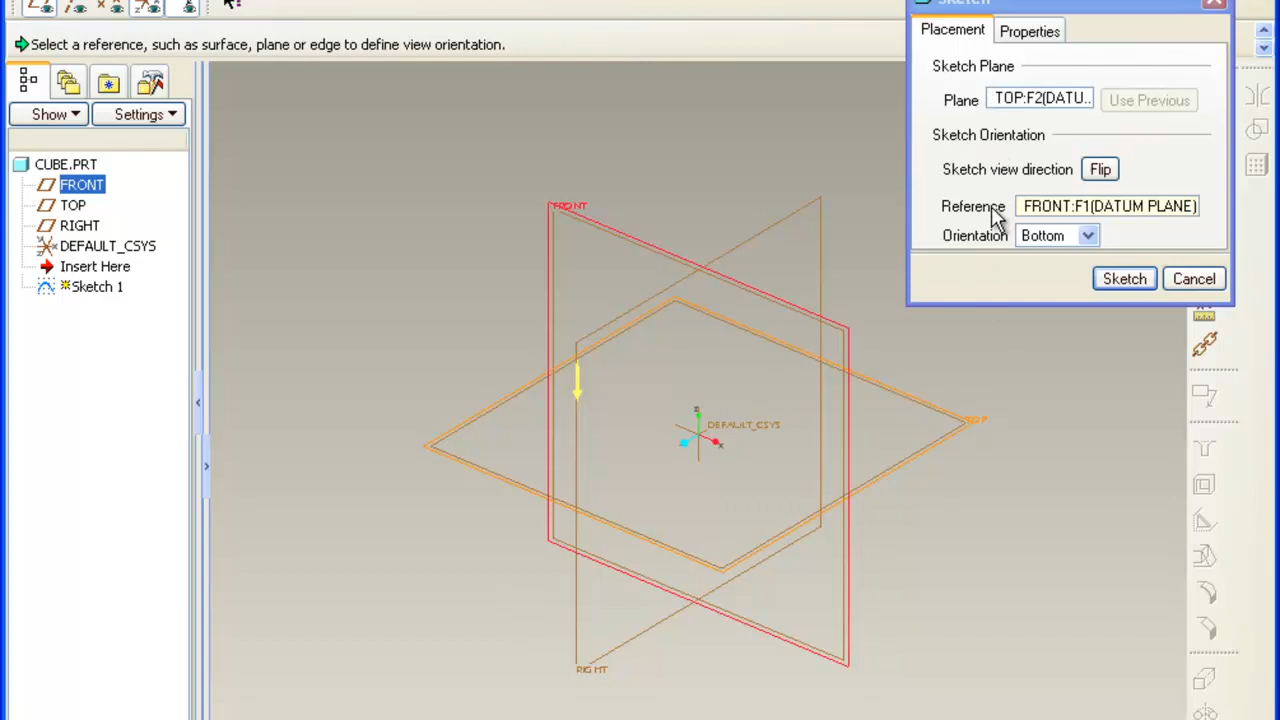 Sketch
Select a reference, such as surface, plane or edge to define view orientation.
Placement
Properties
Sketch Plane
Plane
TOP:F2(DATU..
Use Previous
Sketch Orientation
Sketch view direction
Flip
Reference
FRONT:F1(DATUM PLANE)
Orientation
Bottom
Sketch
Cancel
Show
Settings
CUBE.PRT
FRONT
TOP
RIGHT
DEFAULT_CSYS
Insert Here
Sketch 1
FRONT
TOP
DEFAULT_CSYS
X
RIGHT